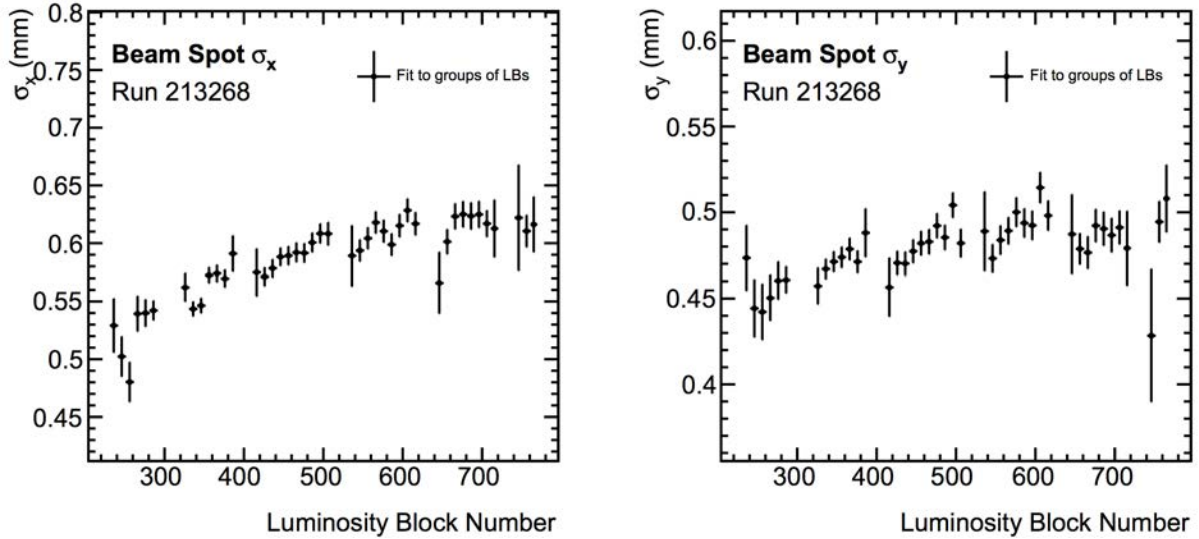 σx (mm)
0.8
0.75
0.7
0.65
0.6
0.55
0.5
0.45
Beam Spot σx
Run 213268
Fit to groups of LBs
300 400 500 600 700
Luminosity Block Number
σy (mm)
0.6
0.55
0.5
0.45
0.4
Beam Spot σy
Run 213268
Fit to groups of LBs
300 400 500 600 700
Luminosity Block Number